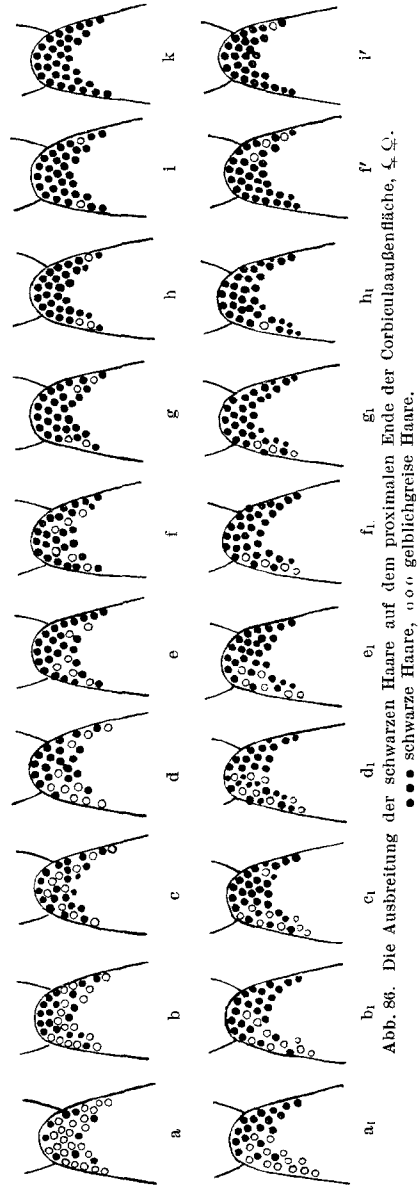 a b c d e f g h i k
a₁ b₁ c₁ d₁ e₁ f₁. g₁ h₁ f' i'
Abb. 86. Die Ausbreitung der schwarzen Haare auf dem proximalen Ende der Corbiculaaußenfläche, ☿ ♀.
●●● schwarze Haare, ○○○ gelblichgreise Haare.